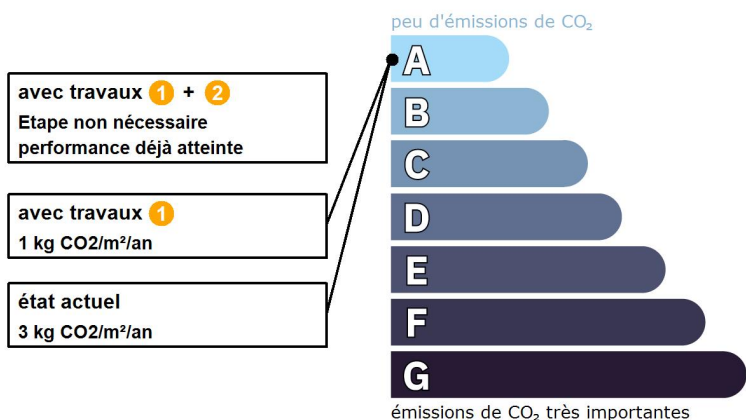 peu d'émissions de CO₂
A
B
C
D
E
F
G
émissions de CO₂ très importantes
avec travaux 1 + 2
Etape non nécessaire
performance déjà atteinte
avec travaux 1
1 kg CO2/m²/an
état actuel
3 kg CO2/m²/an